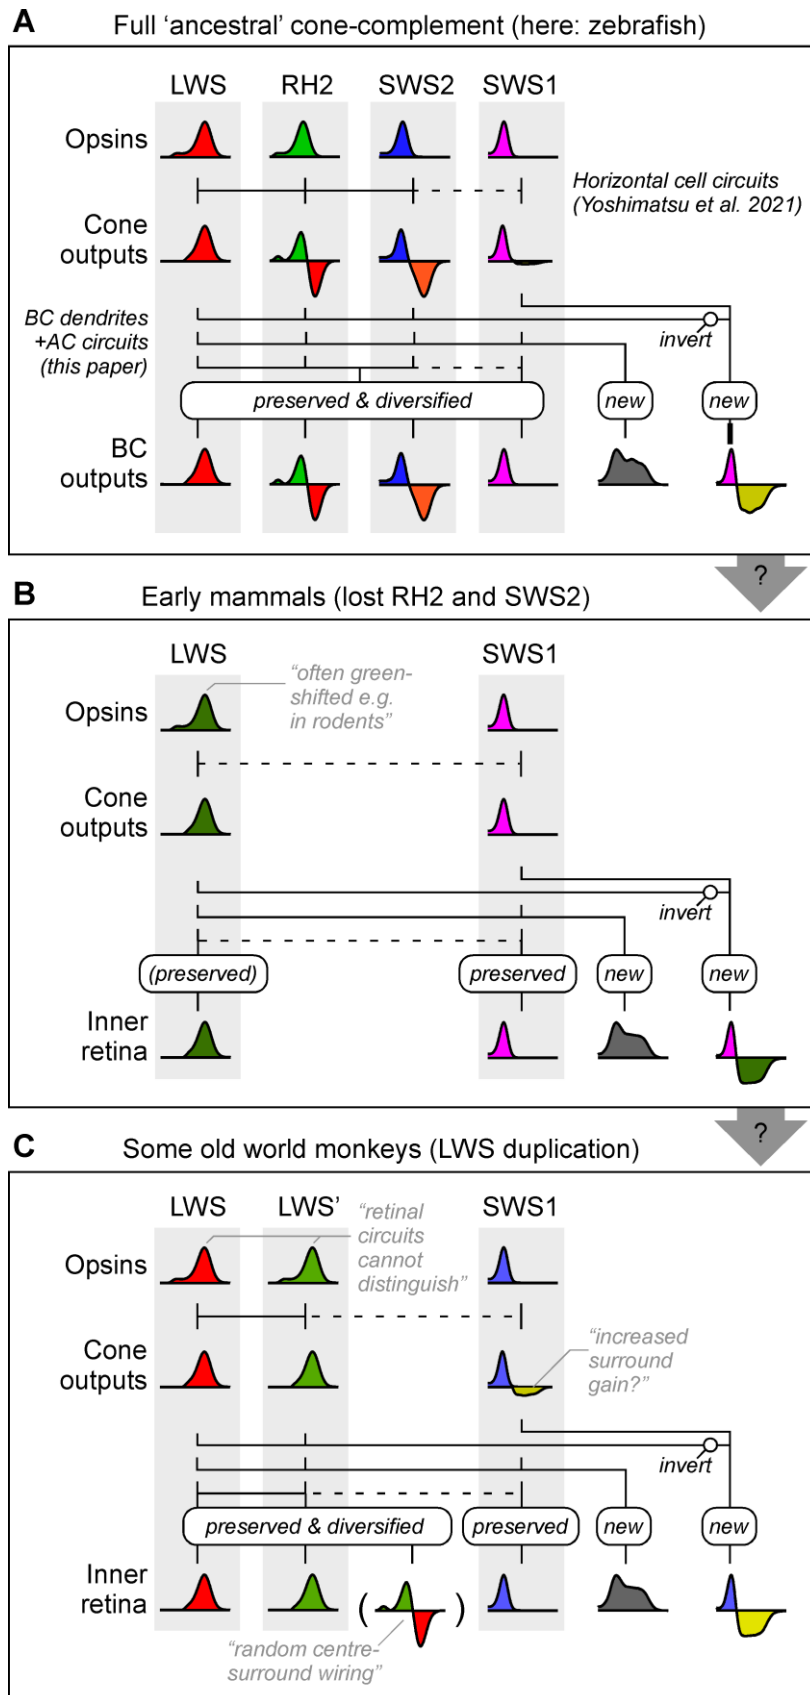 A Full ‘ancestral’ cone-complement (here: zebrafish)
LWS RH2 SWS2 SWS1
Opsins
Horizontal cell circuits
(Yoshimatsu et al. 2021)
Cone
outputs
BC dendrites
+AC circuits
(this paper)
invert
preserved & diversified
new
new
BC
outputs
?
B Early mammals (lost RH2 and SWS2)
LWS SWS1
“often green-
shifted e.g.
in rodents”
Opsins
Cone
outputs
invert
(preserved)
preserved
new
new
Inner
retina
?
C Some old world monkeys (LWS duplication)
LWS LWS’ SWS1
“retinal
circuits
cannot
distinguish”
Opsins
“increased
surround
gain?”
Cone
outputs
invert
preserved & diversified
preserved
new
new
Inner
retina
( )
“random centre-
surround wiring”